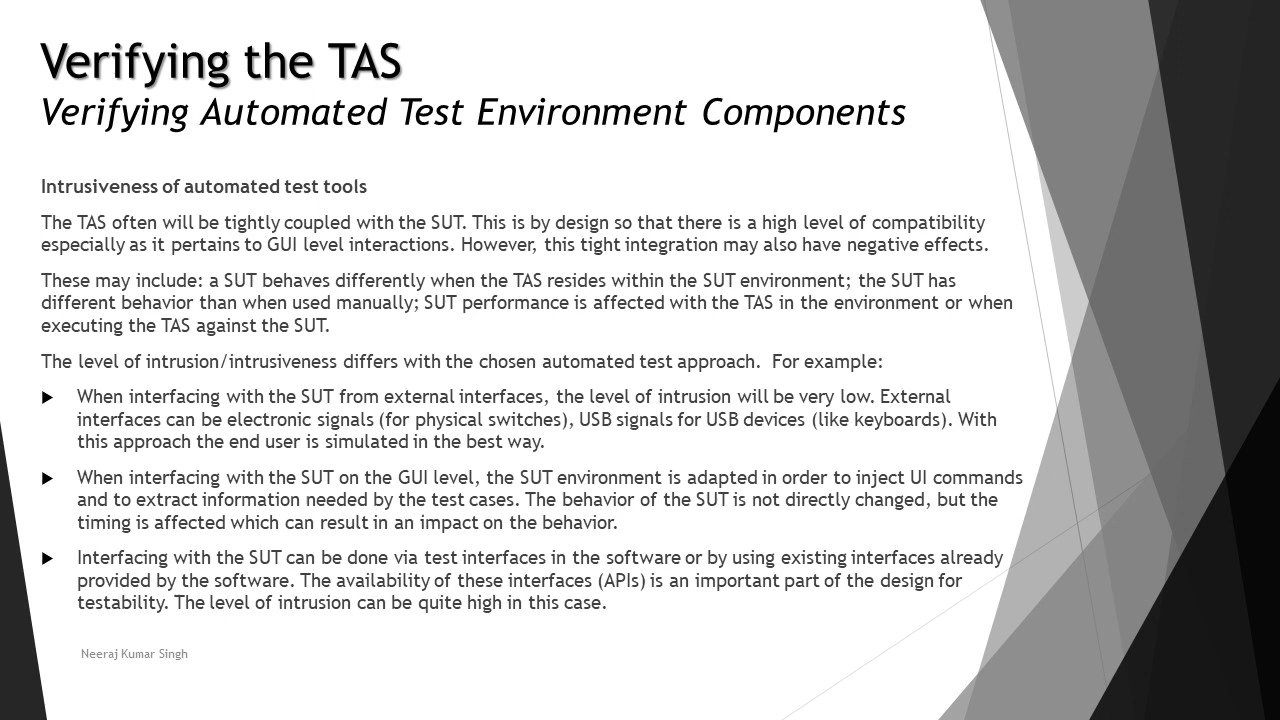 Verifying the TAS
Verifying Automated Test Environment Components
Intrusiveness of automated test tools
The TAS often will be tightly coupled with the SUT. This is by design so that there is a high level of compatibility
especially as it pertains to GUI level interactions. However, this tight integration may also have negative effects.
These may include: a SUT behaves differently when the TAS resides within the SUT environment; the SUT has
different behavior than when used manually; SUT performance is affected with the TAS in the environment or when
executing the TAS against the SUT.
The level of intrusion/intrusiveness differs with the chosen automated test approach.  For example:
When interfacing with the SUT from external interfaces, the level of intrusion will be very low. External
interfaces can be electronic signals (for physical switches), USB signals for USB devices (like keyboards). With
this approach the end user is simulated in the best way.
When interfacing with the SUT on the GUI level, the SUT environment is adapted in order to inject UI commands
and to extract information needed by the test cases. The behavior of the SUT is not directly changed, but the
timing is affected which can result in an impact on the behavior.
Interfacing with the SUT can be done via test interfaces in the software or by using existing interfaces already
provided by the software. The availability of these interfaces (APIs) is an important part of the design for
testability. The level of intrusion can be quite high in this case.
Neeraj Kumar Singh